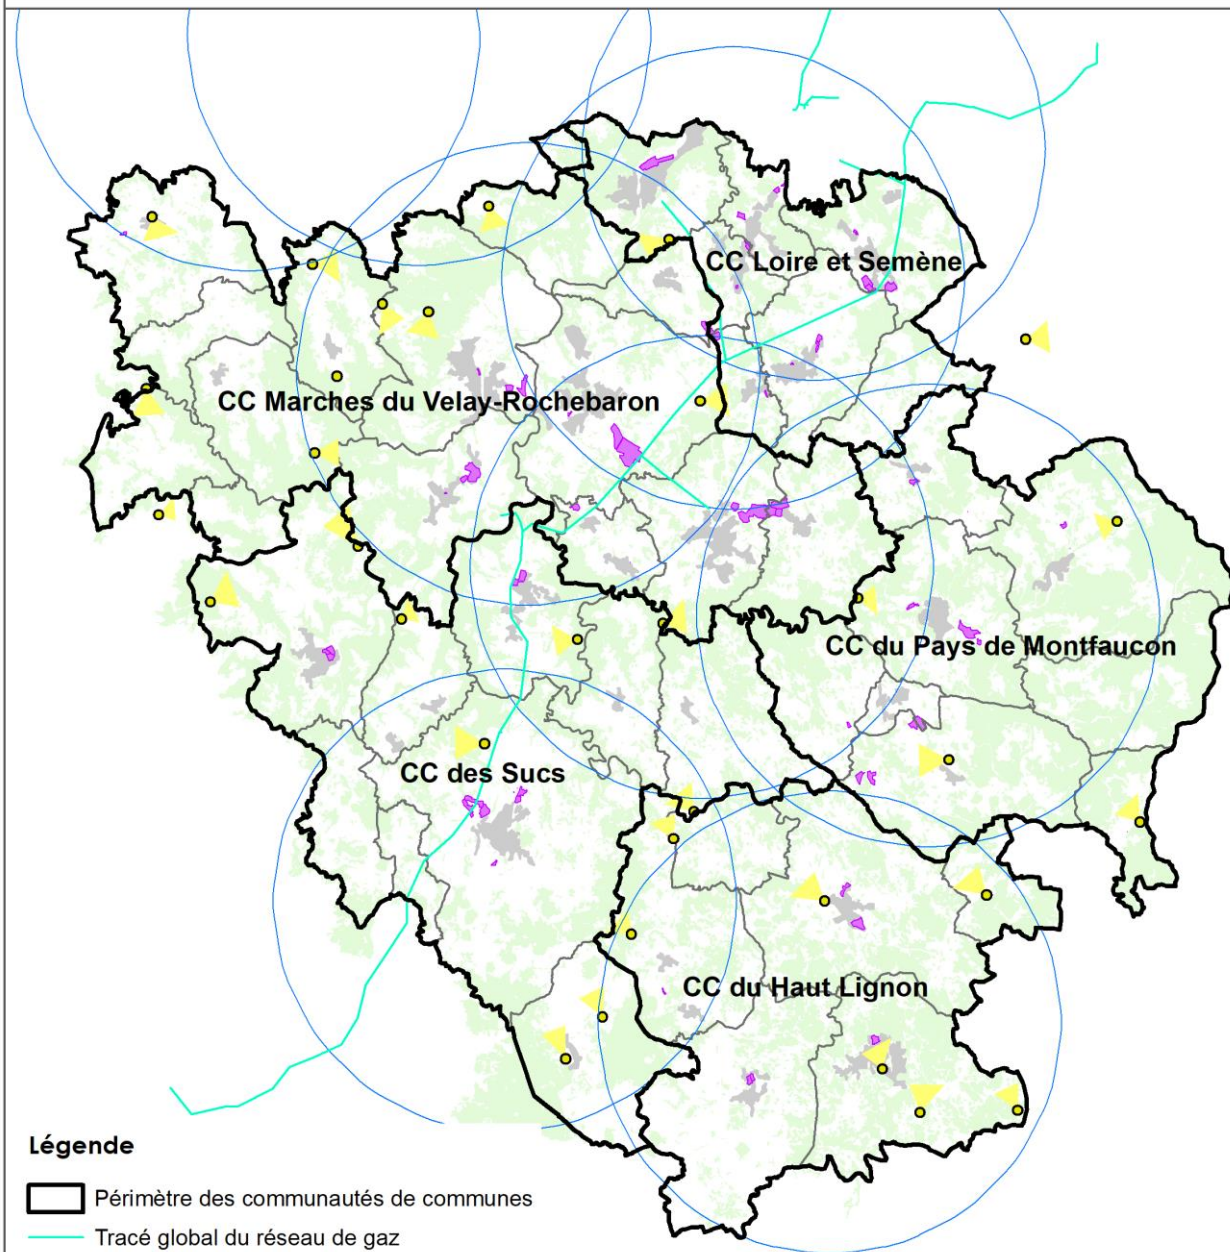 CC Loire et Semène
CC Marches du Velay-Rochebaron
CC du Pays de Montfaucon
CC des Sucs
CC du Haut Lignon
Légende
Périmètre des communautés de communes
Tracé global du réseau de gaz